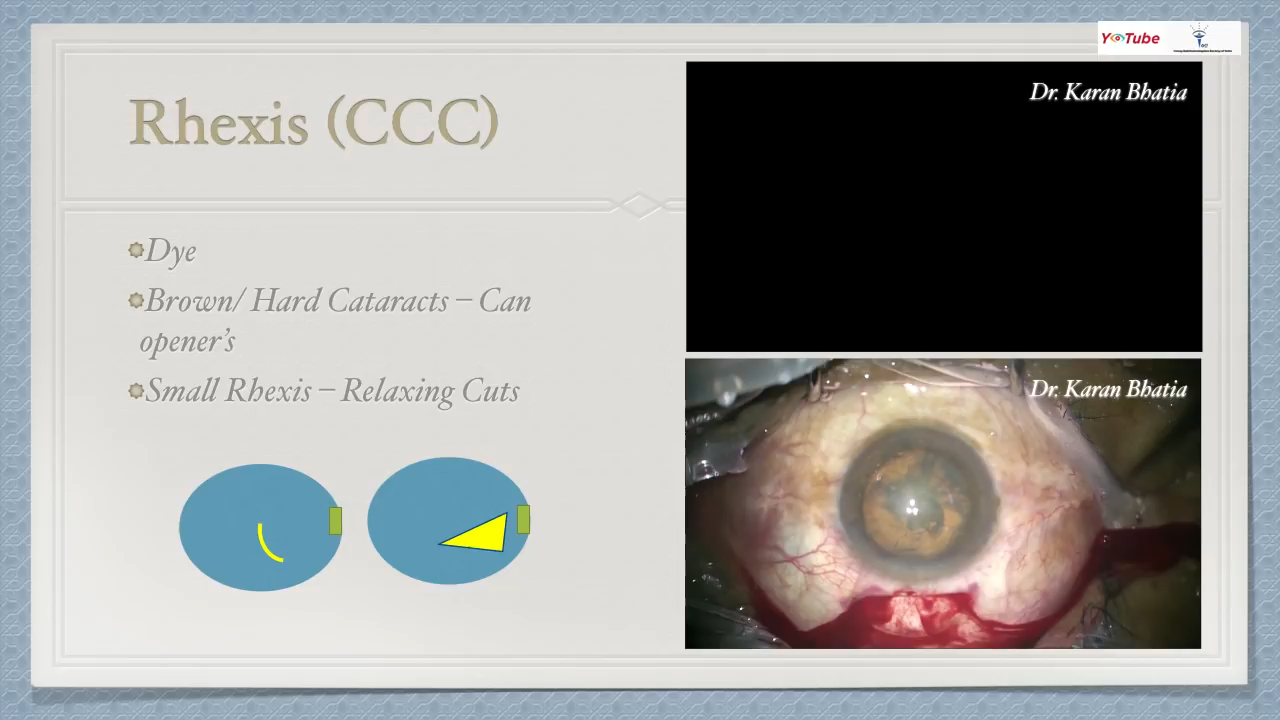 YoTube
Dr. Karan Bhatia
Rhexis (CCC)
Dye
Brown/ Hard Cataracts – Can
opener's
Small Rhexis – Relaxing Cuts
Dr. Karan Bhatia